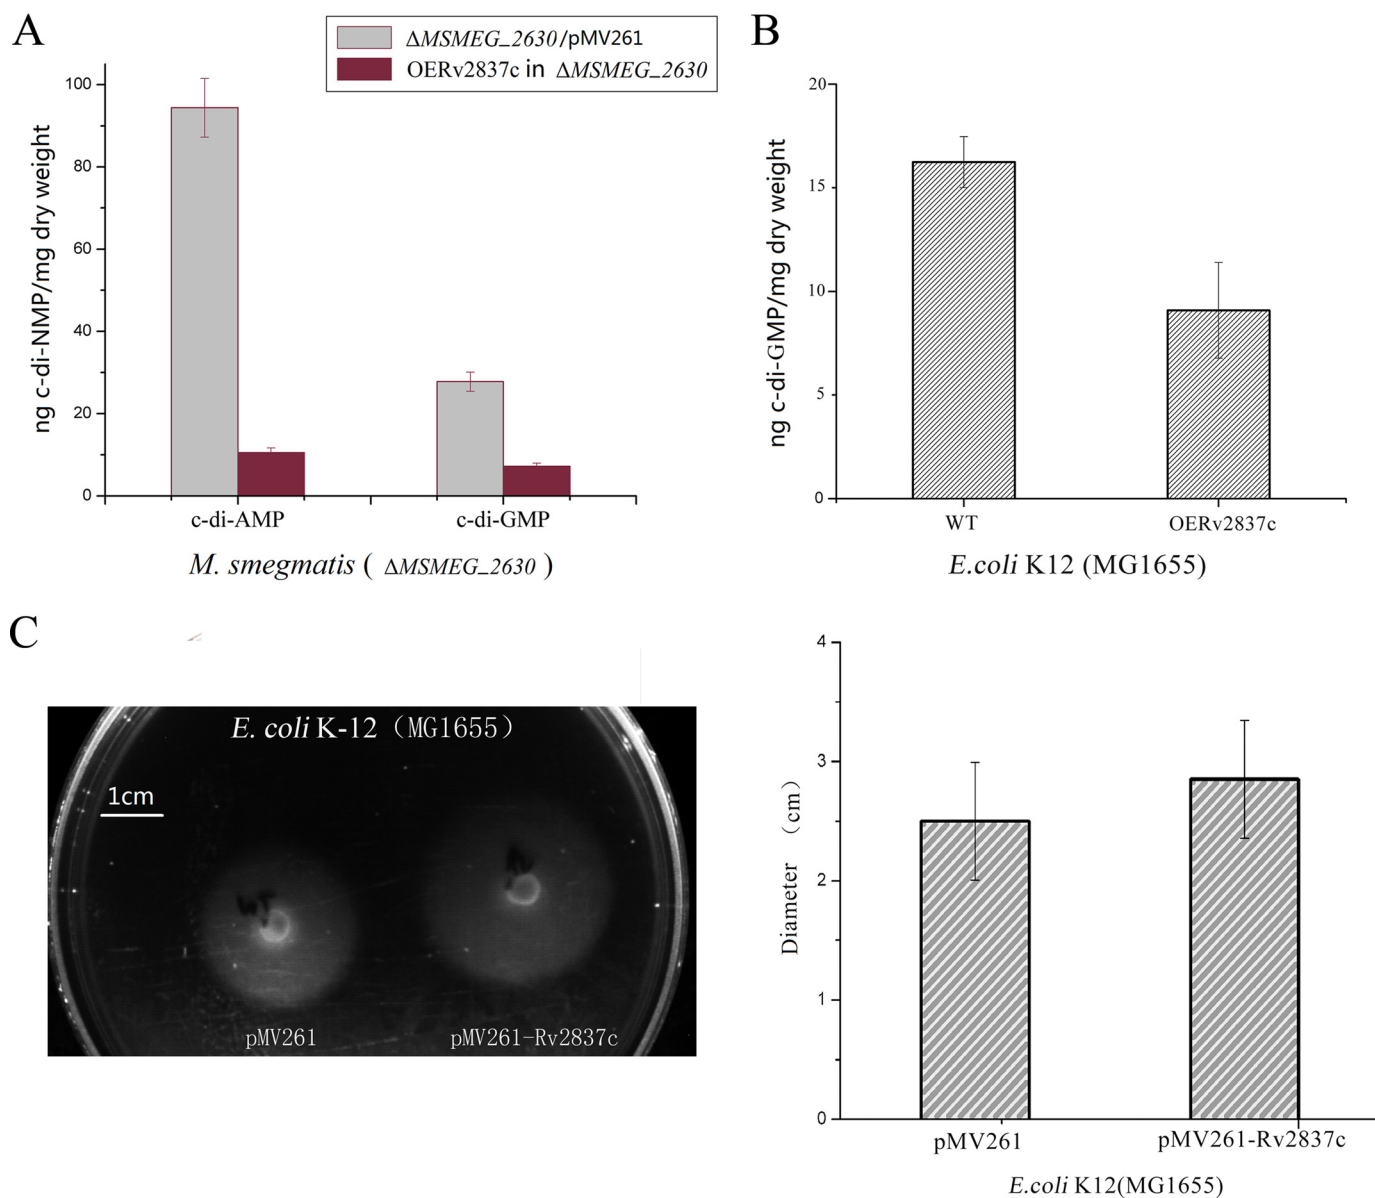 A
ΔMSMEG_2630/pMV261
OERv2837c in ΔMSMEG_2630
ng c-di-NMP/mg dry weight
100
80
60
40
20
0
c-di-AMP
c-di-GMP
M. smegmatis ( ΔMSMEG_2630 )
B
ng c-di-GMP/mg dry weight
20
15
10
5
0
WT
OERv2837c
E.coli K12 (MG1655)
C
E. coli K-12（MG1655）
1cm
WT
Rv
pMV261
pMV261-Rv2837c
Diameter （cm）
4
3
2
1
0
pMV261
pMV261-Rv2837c
E.coli K12(MG1655)